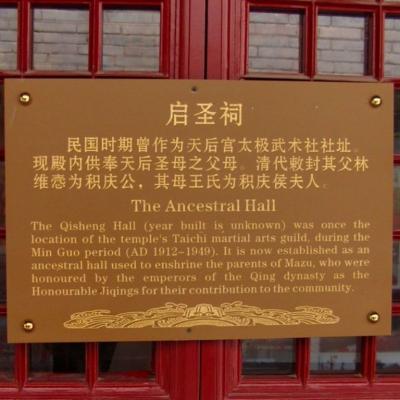 启圣祠
民国时期曾作为天后宫太极武术社社址。
现殿内供奉天后圣母之父母。清代敕封其父林
维悫为积庆公，其母王氏为积庆侯夫人。
The Ancestral Hall
The Qisheng Hall (year built is unknown) was once the
location of the temple's Taichi martial arts guild, during the
Min Guo period (AD 1912-1949). It is now established as an
ancestral hall used to enshrine the parents of Mazu, who were
honoured by the emperors of the Qing dynasty as the
Honourable Jiqings for their contribution to the community.